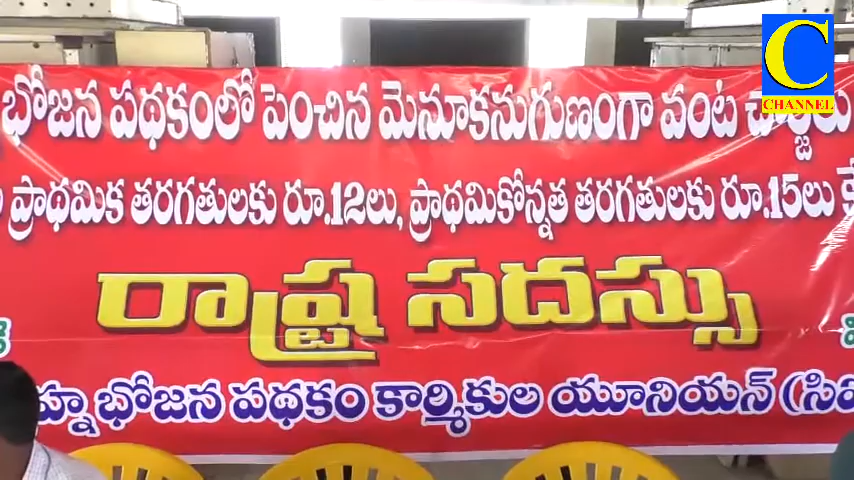 C
CHANNEL
భోజన పథకంలో పెంచిన మెనూకనుగుణంగా వంట చార్జీలు
ప్రాథమిక తరగతులకు రూ.12లు, ప్రాథమికోన్నత తరగతులకు రూ.15లు
రాష్ట్ర సదస్సు
భోజన పథకం కార్మికుల యూనియన్